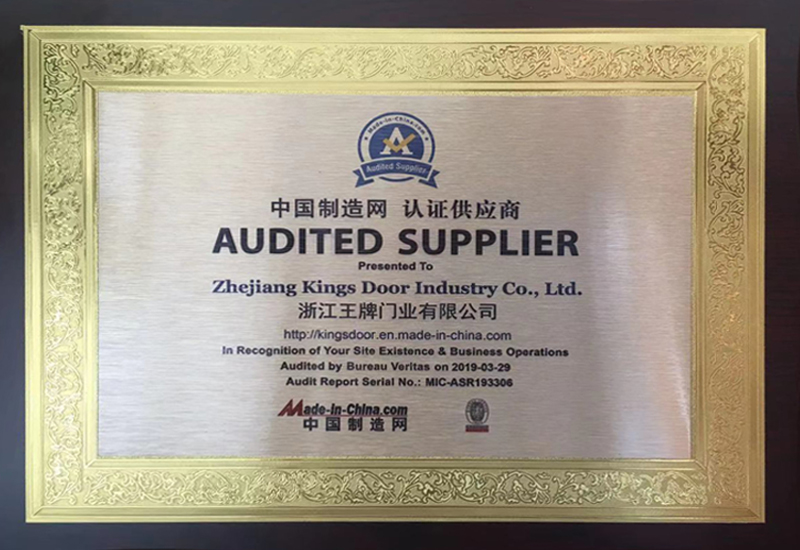 Made-in-China.com
A
Audited Supplier
中国制造网 认证供应商
AUDITED SUPPLIER
Presented To
Zhejiang Kings Door Industry Co., Ltd.
浙江王牌门业有限公司
http://kingsdoor.en.made-in-china.com
In Recognition of Your Site Existence & Business Operations
Audited by Bureau Veritas on 2019-03-29
Audit Report Serial No.: MIC-ASR193306
Made-in-China.com
中国制造网